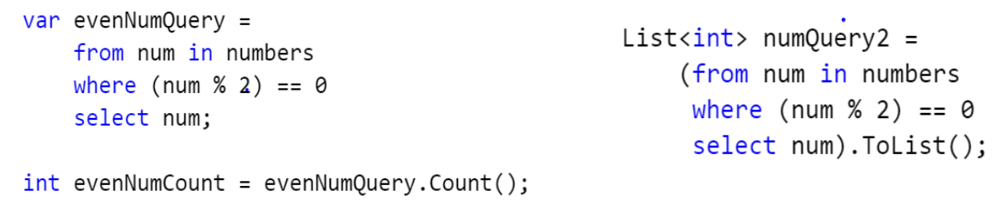 var evenNumQuery =
    from num in numbers
    where (num % 2) == 0
    select num;
int evenNumCount = evenNumQuery.Count();
List<int> numQuery2 =
    (from num in numbers
     where (num % 2) == 0
     select num).ToList();